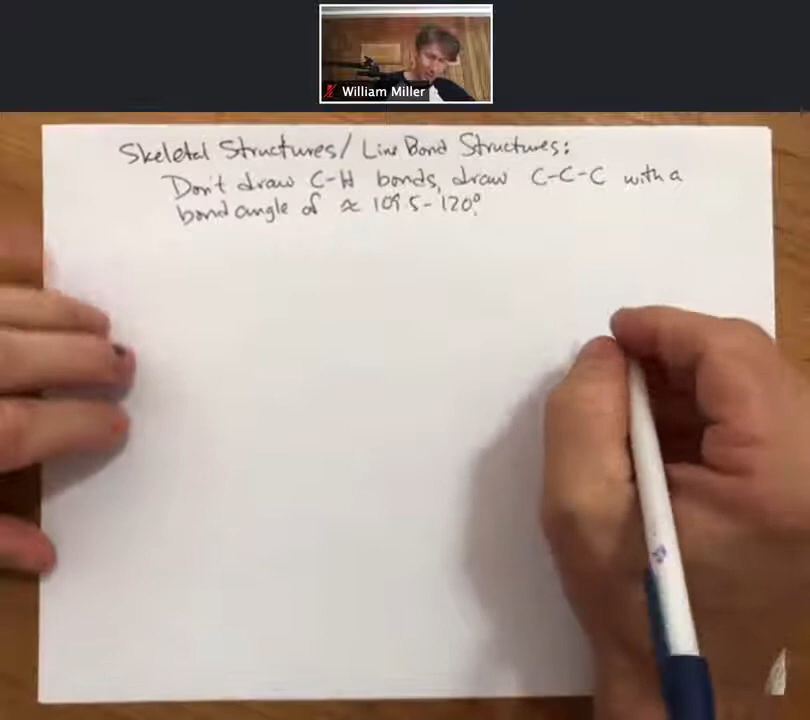 William Miller
Skeletal Structures/ Line Bond Structures:
Don't draw C-H bonds, draw C-C-C with a
bond angle of ≈ 109.5-120°.